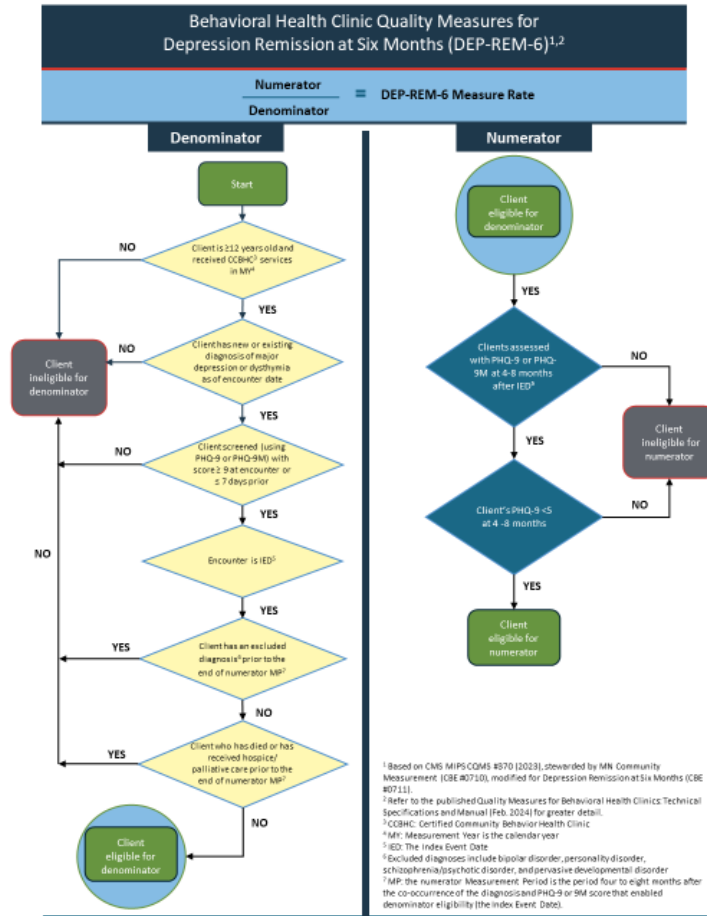 Behavioral Health Clinic Quality Measures for
Depression Remission at Six Months (DEP-REM-6)1,2
Numerator
Denominator
= DEP-REM-6 Measure Rate
Denominator
Start
Client is ≥12 years old and
received CCBHC3 services
in MY4
NO
YES
Client has new or existing
diagnosis of major
depression or dysthymia
as of encounter date
NO
Client
ineligible for
denominator
YES
Client screened (using
PHQ-9 or PHQ-9M) with
score ≥ 9 at encounter or
≤ 7 days prior
NO
YES
Encounter is IED5
NO
YES
Client has an excluded
diagnosis6 prior to the
end of numerator MP7
YES
NO
Client who has died or has
received hospice/
palliative care prior to the
end of numerator MP7
YES
NO
Client
eligible for
denominator
Numerator
Client
eligible for
denominator
YES
Clients assessed
with PHQ-9 or PHQ-
9M at 4-8 months
after IED
NO
Client
ineligible for
numerator
YES
Client's PHQ-9 <5
at 4 -8 months
NO
YES
Client
eligible for
numerator
1 Based on CMS MIPS CQMS #370 (2023), stewarded by MN Community
Measurement (CBE #0710), modified for Depression Remission at Six Months (CBE
#0711).
2 Refer to the published Quality Measures for Behavioral Health Clinics: Technical
Specifications and Manual (Feb. 2024) for greater detail.
3 CCBHC: Certified Community Behavior Health Clinic
4 MY: Measurement Year is the calendar year
5 IED: The Index Event Date
6 Excluded diagnoses include bipolar disorder, personality disorder,
schizophrenia/psychotic disorder, and pervasive developmental disorder
7 MP: the numerator Measurement Period is the period four to eight months after
the co-occurrence of the diagnosis and PHQ-9 or 9M score that enabled
denominator eligibility (the Index Event Date).